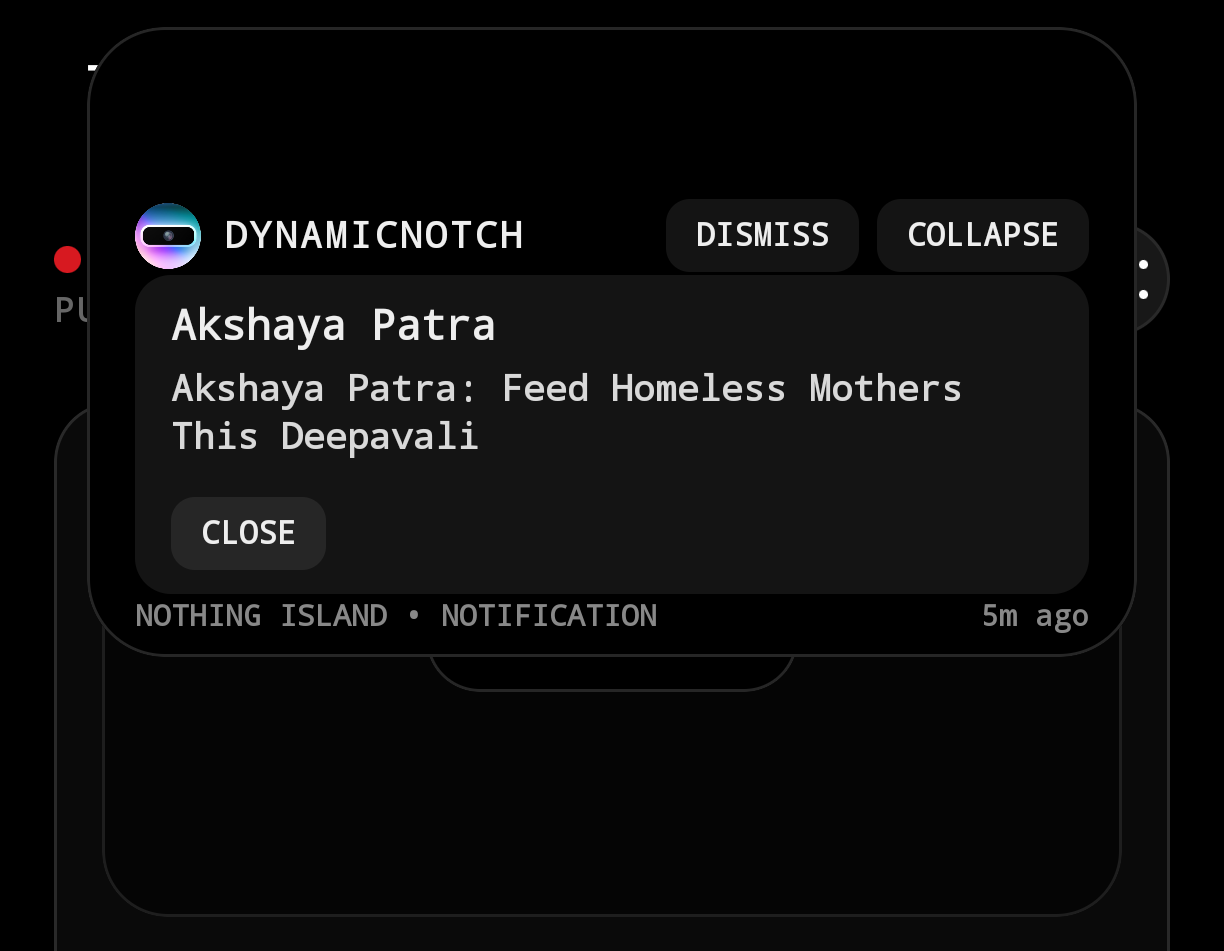 DYNAMICNOTCH
DISMISS
COLLAPSE
Akshaya Patra
Akshaya Patra: Feed Homeless Mothers
This Deepavali
CLOSE
NOTHING ISLAND • NOTIFICATION
5m ago